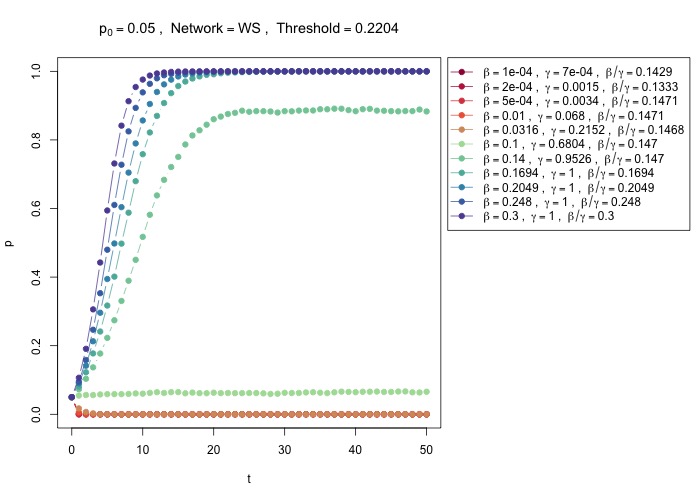 p₀ = 0.05 , Network = WS , Threshold = 0.2204
β = 1e-04 , γ = 7e-04 , β/γ = 0.1429
β = 2e-04 , γ = 0.0015 , β/γ = 0.1333
β = 5e-04 , γ = 0.0034 , β/γ = 0.1471
β = 0.01 , γ = 0.068 , β/γ = 0.1471
β = 0.0316 , γ = 0.2152 , β/γ = 0.1468
β = 0.1 , γ = 0.6804 , β/γ = 0.147
β = 0.14 , γ = 0.9526 , β/γ = 0.147
β = 0.1694 , γ = 1 , β/γ = 0.1694
β = 0.2049 , γ = 1 , β/γ = 0.2049
β = 0.248 , γ = 1 , β/γ = 0.248
β = 0.3 , γ = 1 , β/γ = 0.3
p
1.0
0.8
0.6
0.4
0.2
0.0
0 10 20 30 40 50
t